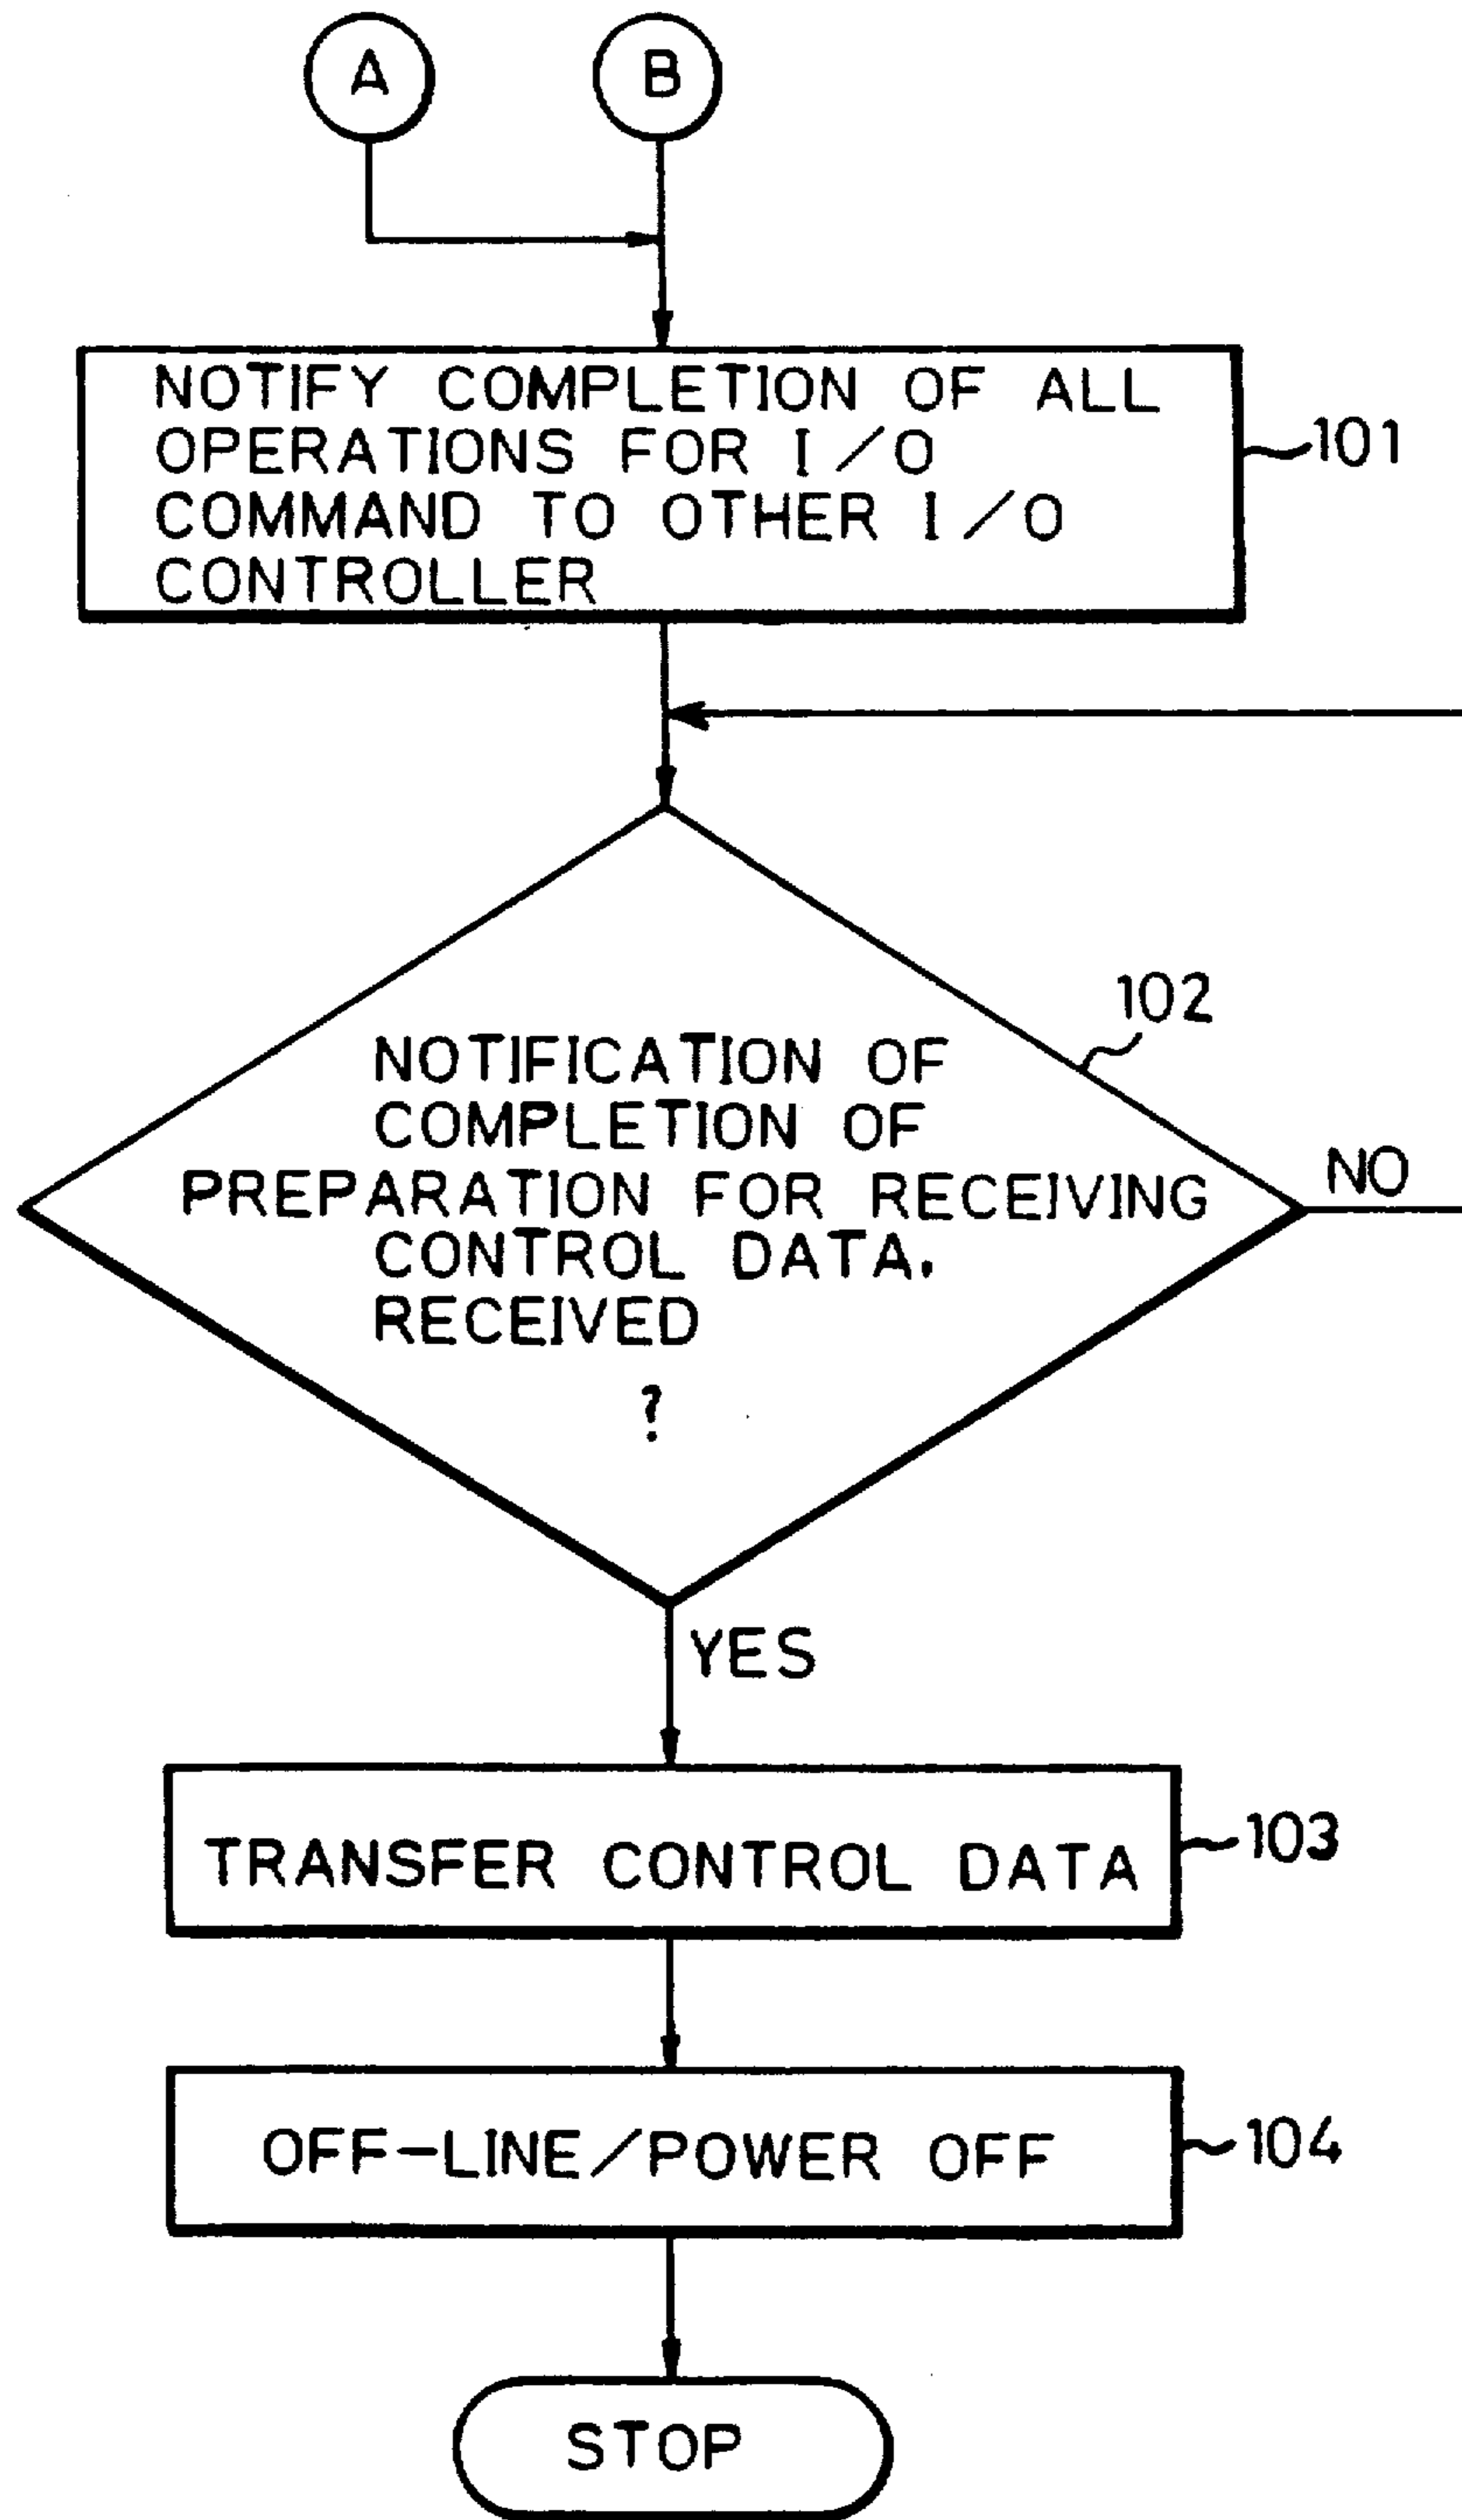 A
B
NOTIFY COMPLETION OF ALL
OPERATIONS FOR I/O
COMMAND TO OTHER I/O
CONTROLLER
101
102
NOTIFICATION OF
COMPLETION OF
PREPARATION FOR RECEIVING
CONTROL DATA.
RECEIVED
?
NO
YES
TRANSFER CONTROL DATA
103
OFF-LINE/POWER OFF
104
STOP